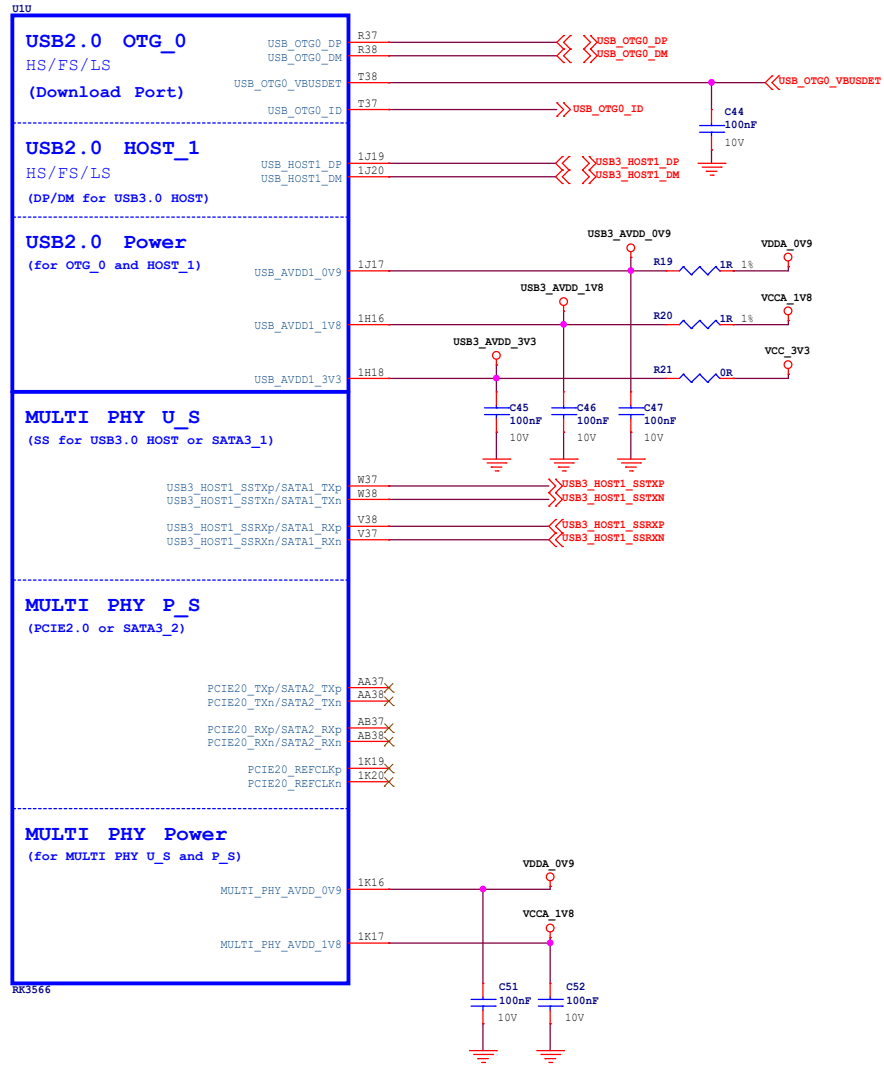 U1U
USB2.0 OTG_0
HS/FS/LS
(Download Port)
USB_OTG0_DP R37 USB_OTG0_DP
USB_OTG0_DM R38 USB_OTG0_DM
USB_OTG0_VBUSDET T38 USB_OTG0_VBUSDET
USB_OTG0_ID T37 USB_OTG0_ID
C44
100nF
10V
USB2.0 HOST_1
HS/FS/LS
(DP/DM for USB3.0 HOST)
USB_HOST1_DP 1J19 USB3_HOST1_DP
USB_HOST1_DM 1J20 USB3_HOST1_DM
USB2.0 Power
(for OTG_0 and HOST_1)
USB3_AVDD_0V9
VDDA_0V9
USB_AVDD1_0V9 1J17 R19 1R 1%
USB3_AVDD_1V8
VCCA_1V8
USB_AVDD1_1V8 1H16 R20 1R 1%
USB3_AVDD_3V3
VCC_3V3
USB_AVDD1_3V3 1H18 R21 0R
C45 C46 C47
100nF 100nF 100nF
10V 10V 10V
MULTI PHY U_S
(SS for USB3.0 HOST or SATA3_1)
USB3_HOST1_SSTXp/SATA1_TXp W37 USB3_HOST1_SSTXP
USB3_HOST1_SSTXn/SATA1_TXn W38 USB3_HOST1_SSTXN
USB3_HOST1_SSRXp/SATA1_RXp V38 USB3_HOST1_SSRXP
USB3_HOST1_SSRXn/SATA1_RXn V37 USB3_HOST1_SSRXN
MULTI PHY P_S
(PCIE2.0 or SATA3_2)
PCIE20_TXp/SATA2_TXp AA37
PCIE20_TXn/SATA2_TXn AA38
PCIE20_RXp/SATA2_RXp AB37
PCIE20_RXn/SATA2_RXn AB38
PCIE20_REFCLKp 1K19
PCIE20_REFCLKn 1K20
MULTI PHY Power
(for MULTI PHY U_S and P_S)
VDDA_0V9
MULTI_PHY_AVDD_0V9 1K16
VCCA_1V8
MULTI_PHY_AVDD_1V8 1K17
RK3566
C51 C52
100nF 100nF
10V 10V